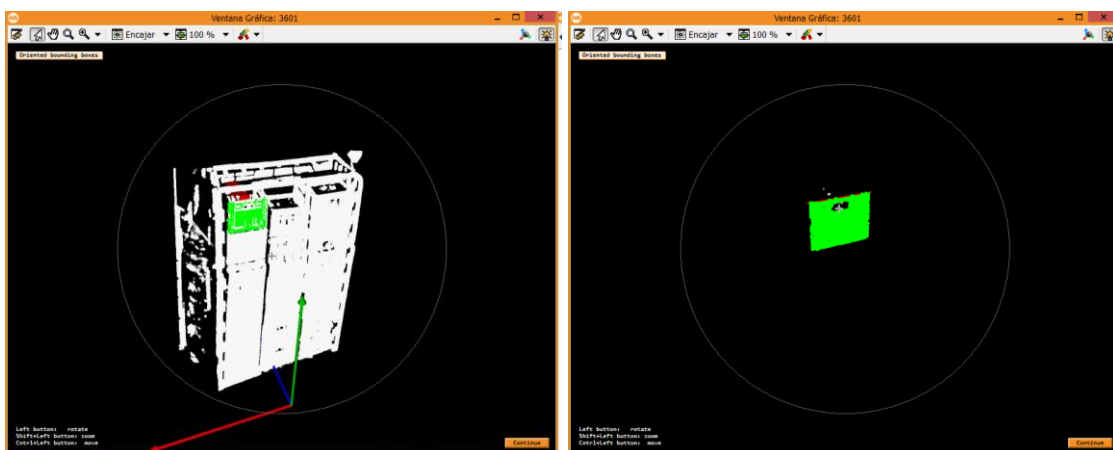 Ventana Gráfica: 3601
Encajar 100 %
Oriented bounding boxes
Left button: rotate
Shift+Left button: zoom
Cntrl+Left button: move
Continue
Ventana Gráfica: 3601
Encajar 100 %
Oriented bounding boxes
Left button: rotate
Shift+Left button: zoom
Cntrl+Left button: move
Continue